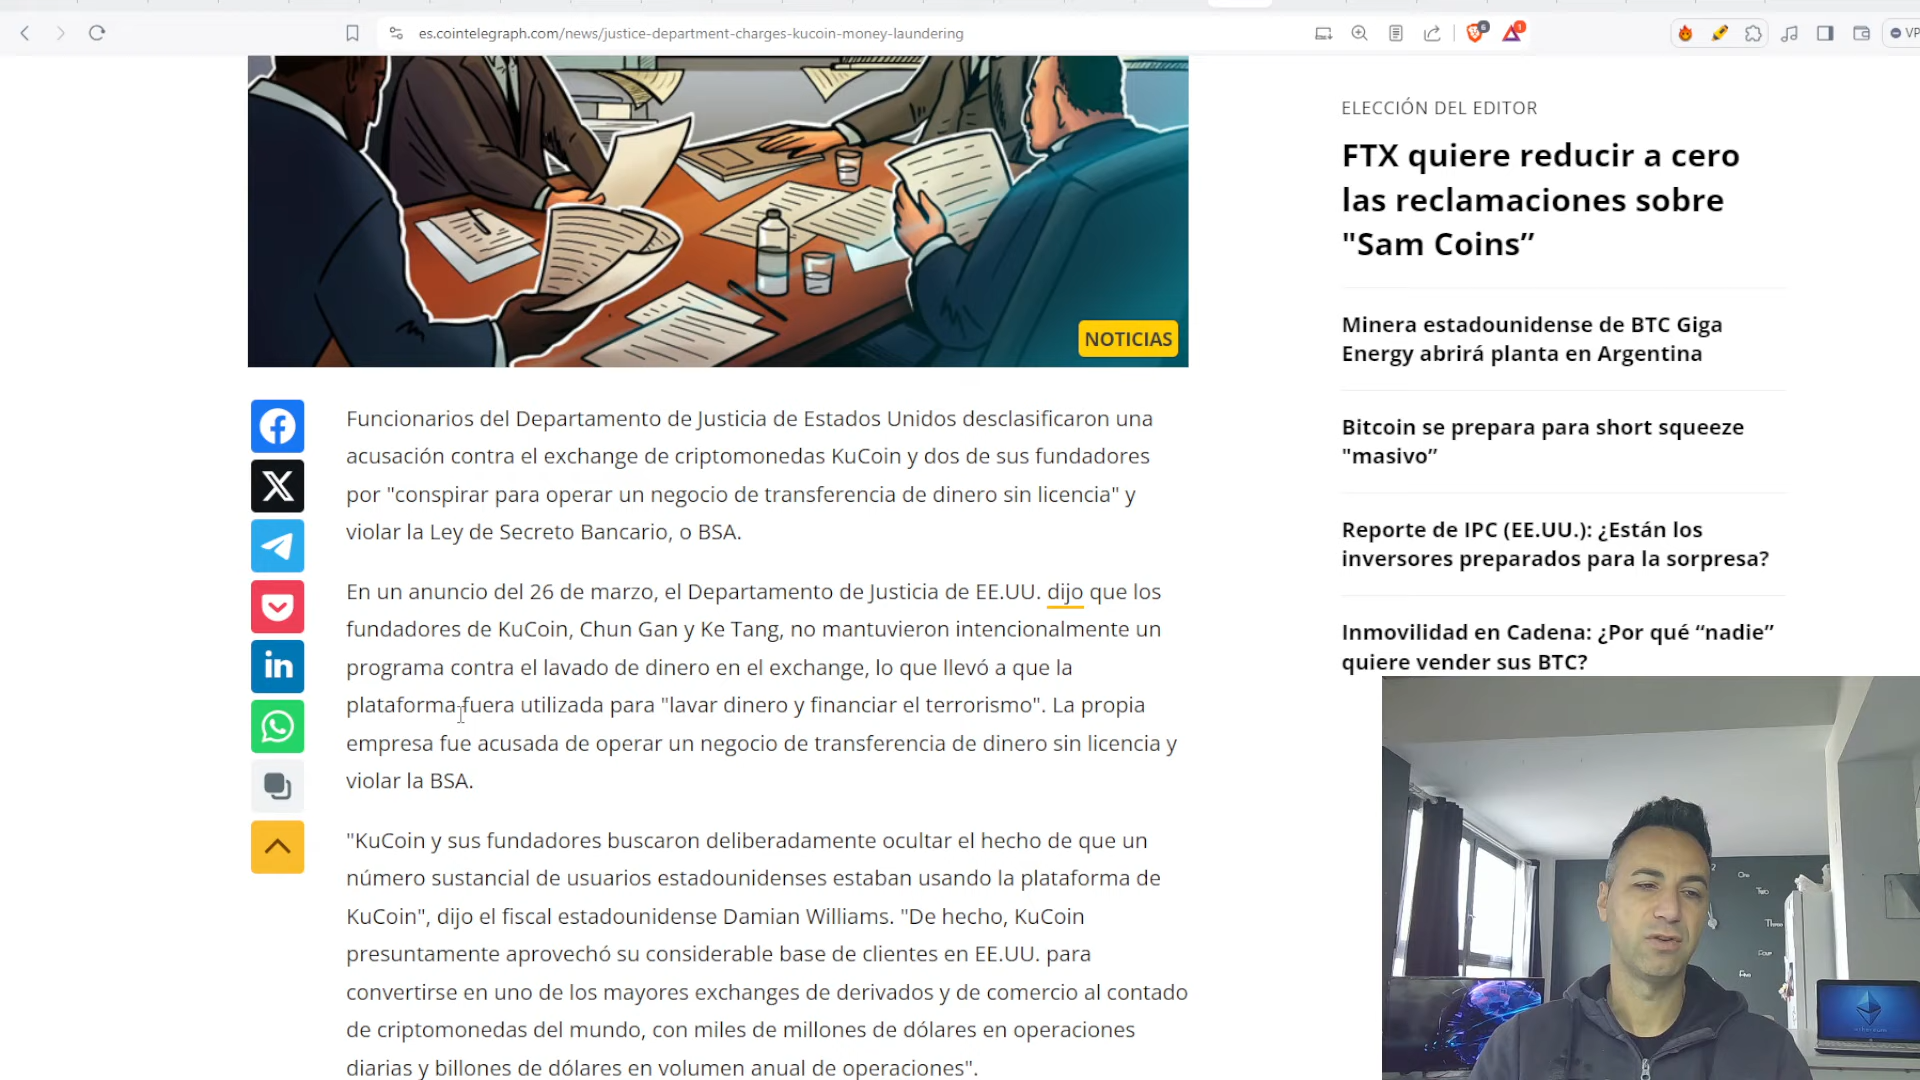 es.cointelegraph.com/news/justice-department-charges-kucoin-money-laundering
6
1
VP
NOTICIAS
Funcionarios del Departamento de Justicia de Estados Unidos desclasificaron una
acusación contra el exchange de criptomonedas KuCoin y dos de sus fundadores
por "conspirar para operar un negocio de transferencia de dinero sin licencia" y
violar la Ley de Secreto Bancario, o BSA.
En un anuncio del 26 de marzo, el Departamento de Justicia de EE.UU. dijo que los
fundadores de KuCoin, Chun Gan y Ke Tang, no mantuvieron intencionalmente un
programa contra el lavado de dinero en el exchange, lo que llevó a que la
plataforma fuera utilizada para "lavar dinero y financiar el terrorismo". La propia
empresa fue acusada de operar un negocio de transferencia de dinero sin licencia y
violar la BSA.
"KuCoin y sus fundadores buscaron deliberadamente ocultar el hecho de que un
número sustancial de usuarios estadounidenses estaban usando la plataforma de
KuCoin", dijo el fiscal estadounidense Damian Williams. "De hecho, KuCoin
presuntamente aprovechó su considerable base de clientes en EE.UU. para
convertirse en uno de los mayores exchanges de derivados y de comercio al contado
de criptomonedas del mundo, con miles de millones de dólares en operaciones
diarias y billones de dólares en volumen anual de operaciones".
ELECCIÓN DEL EDITOR
FTX quiere reducir a cero
las reclamaciones sobre
"Sam Coins”
Minera estadounidense de BTC Giga
Energy abrirá planta en Argentina
Bitcoin se prepara para short squeeze
"masivo”
Reporte de IPC (EE.UU.): ¿Están los
inversores preparados para la sorpresa?
Inmovilidad en Cadena: ¿Por qué “nadie”
quiere vender sus BTC?
One
Two
Three
Four
Five